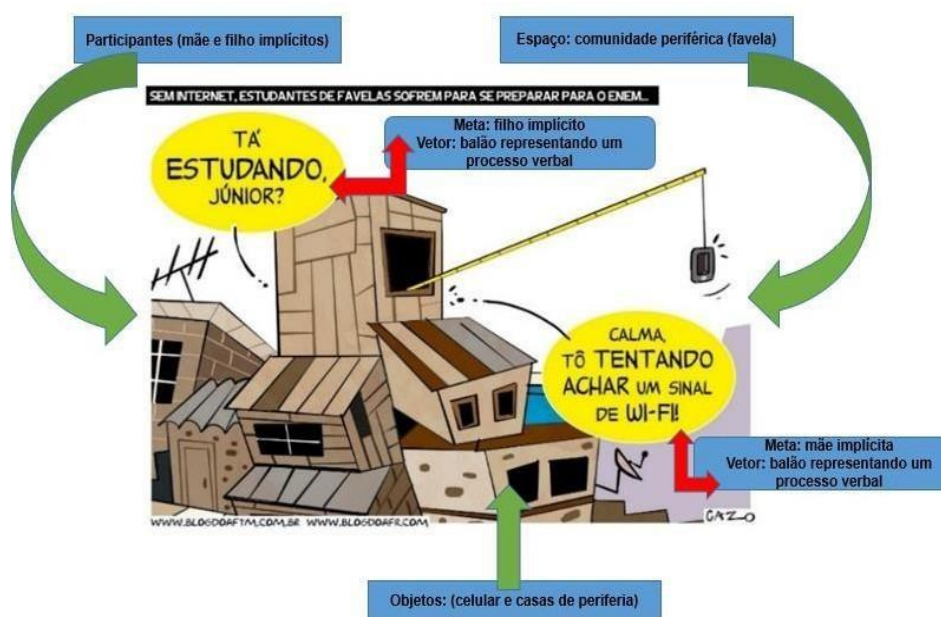 Participantes (mãe e filho implícitos)
Espaço: comunidade periférica (favela)
SEM INTERNET, ESTUDANTES DE FAVELAS SOFREM PARA SE PREPARAR PARA O ENEM...
Meta: filho implícito
Vetor: balão representando um
processo verbal
TÁ
ESTUDANDO,
JÚNIOR?
CALMA,
TÔ TENTANDO
ACHAR UM SINAL
DE WI-FI!
Meta: mãe implícita
Vetor: balão representando um
processo verbal
WWW.BLOGDOAFTM.COM.BR WWW.BLOGDOAFR.COM
CAZO
Objetos: (celular e casas de periferia)